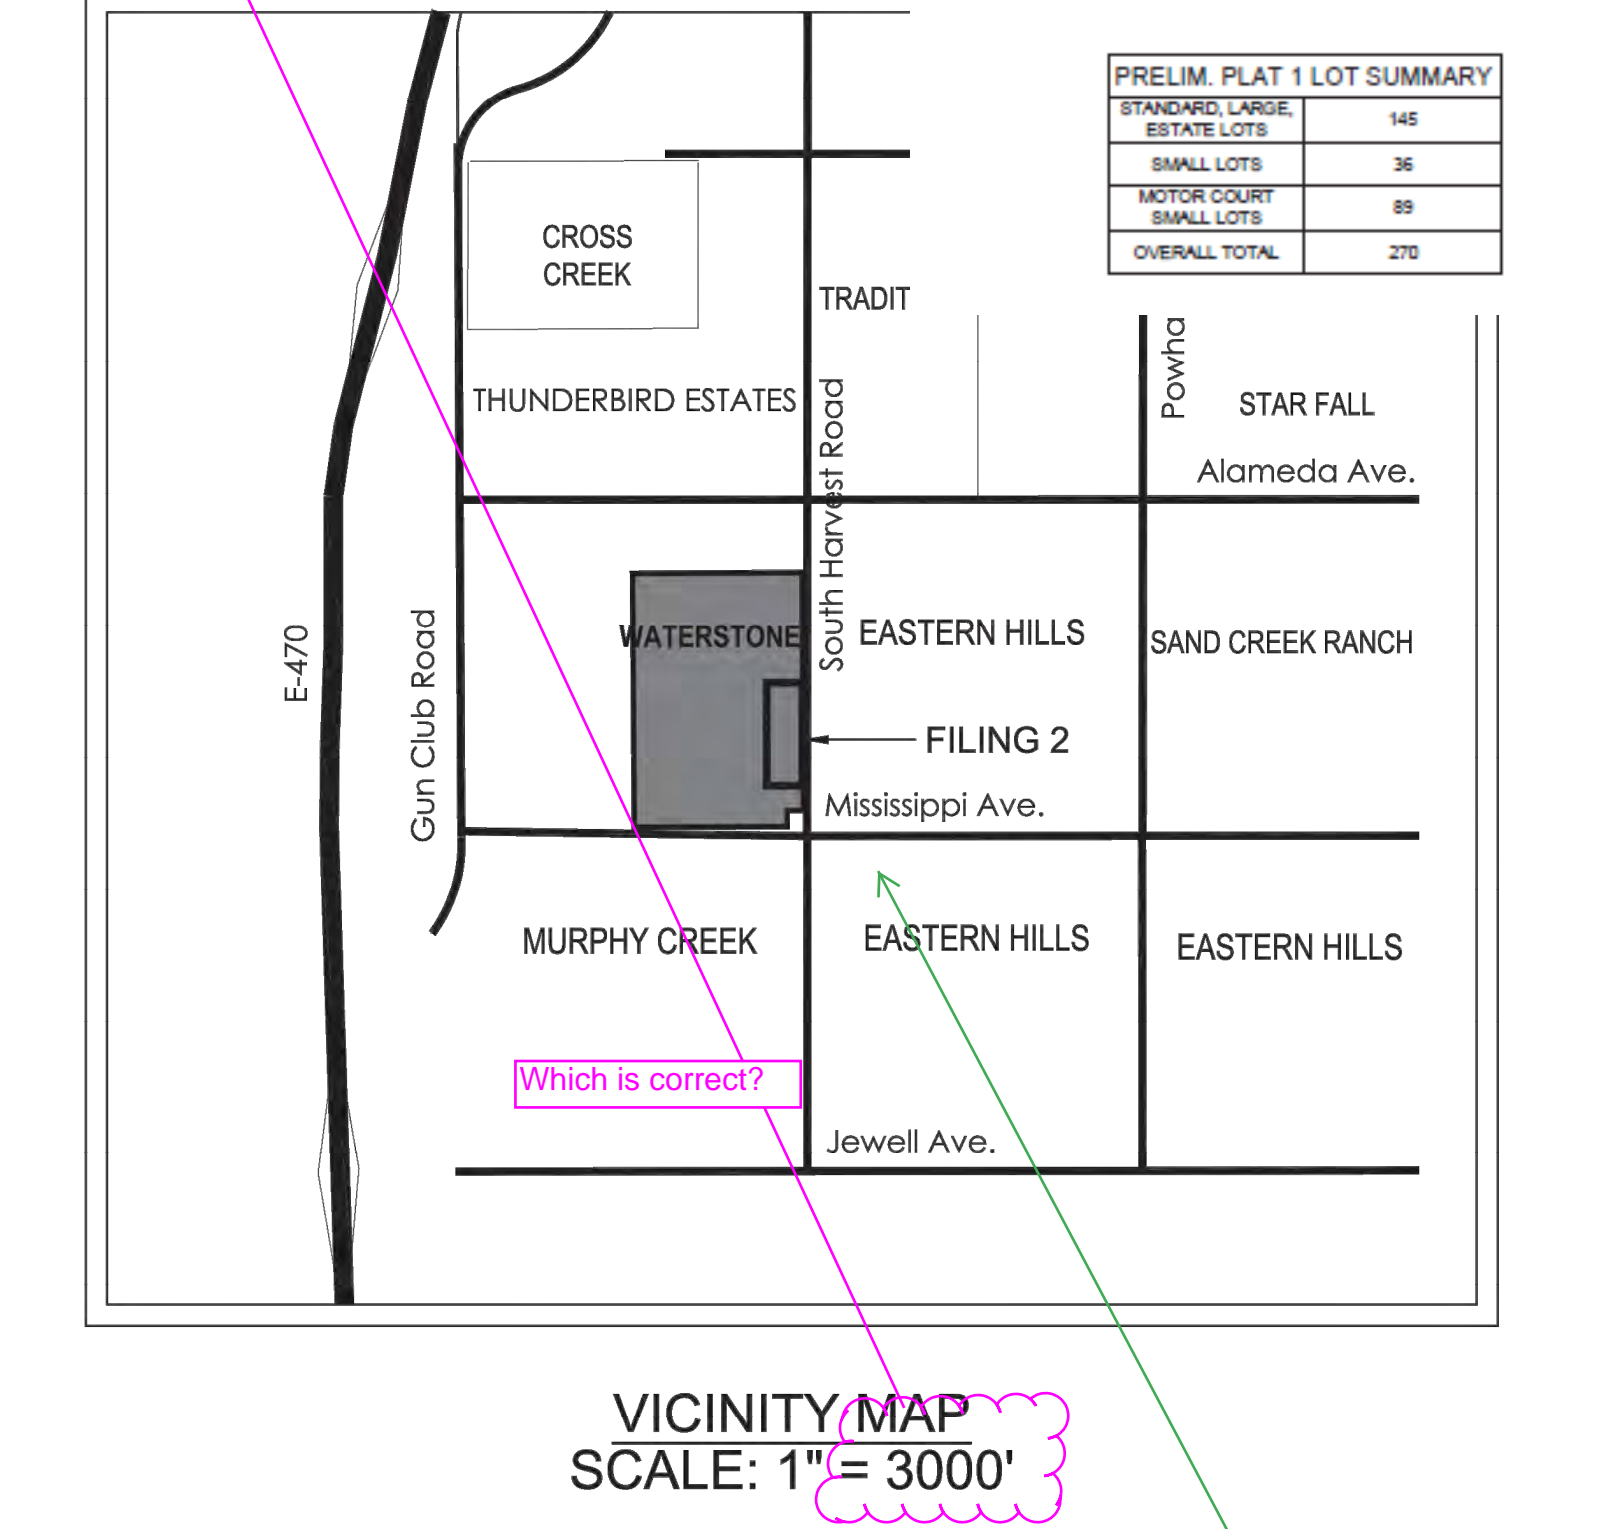 PRELIM. PLAT 1 LOT SUMMARY
STANDARD, LARGE,
ESTATE LOTS
145
SMALL LOTS
36
MOTOR COURT
SMALL LOTS
89
OVERALL TOTAL
270
CROSS
CREEK
TRADIT
THUNDERBIRD ESTATES
South Harvest Road
Powha
STAR FALL
Alameda Ave.
E-470
Gun Club Road
WATERSTONE
EASTERN HILLS
SAND CREEK RANCH
FILING 2
Mississippi Ave.
MURPHY CREEK
EASTERN HILLS
EASTERN HILLS
Which is correct?
Jewell Ave.
VICINITY MAP
SCALE: 1" = 3000'